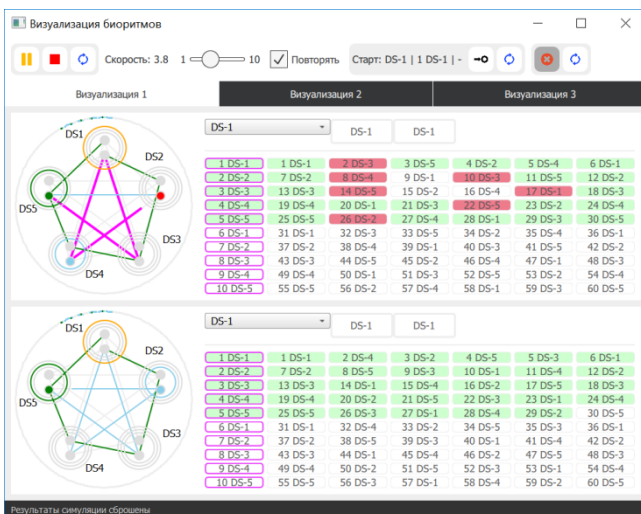 Визуализация биоритмов
Скорость: 3.8 1 10 Повторять Старт: DS-1 | 1 DS-1 | -
Визуализация 1 Визуализация 2 Визуализация 3
DS1 DS2 DS3 DS4 DS5
DS-1 DS-1 DS-1
1 DS-1 1 DS-1 2 DS-3 3 DS-5 4 DS-2 5 DS-4 6 DS-1
2 DS-2 7 DS-2 8 DS-4 9 DS-1 10 DS-3 11 DS-5 12 DS-2
3 DS-3 13 DS-3 14 DS-5 15 DS-2 16 DS-4 17 DS-1 18 DS-3
4 DS-4 19 DS-4 20 DS-1 21 DS-3 22 DS-5 23 DS-2 24 DS-4
5 DS-5 25 DS-5 26 DS-2 27 DS-4 28 DS-1 29 DS-3 30 DS-5
6 DS-1 31 DS-1 32 DS-3 33 DS-5 34 DS-2 35 DS-4 36 DS-1
7 DS-2 37 DS-2 38 DS-4 39 DS-1 40 DS-3 41 DS-5 42 DS-2
8 DS-3 43 DS-3 44 DS-5 45 DS-2 46 DS-4 47 DS-1 48 DS-3
9 DS-4 49 DS-4 50 DS-1 51 DS-3 52 DS-5 53 DS-2 54 DS-4
10 DS-5 55 DS-5 56 DS-2 57 DS-4 58 DS-1 59 DS-3 60 DS-5
DS1 DS2 DS3 DS4 DS5
DS-1 DS-1 DS-1
1 DS-1 1 DS-1 2 DS-4 3 DS-2 4 DS-5 5 DS-3 6 DS-1
2 DS-2 7 DS-2 8 DS-5 9 DS-3 10 DS-1 11 DS-4 12 DS-2
3 DS-3 13 DS-3 14 DS-1 15 DS-4 16 DS-2 17 DS-5 18 DS-3
4 DS-4 19 DS-4 20 DS-2 21 DS-5 22 DS-3 23 DS-1 24 DS-4
5 DS-5 25 DS-5 26 DS-3 27 DS-1 28 DS-4 29 DS-2 30 DS-5
6 DS-1 31 DS-1 32 DS-4 33 DS-2 34 DS-5 35 DS-3 36 DS-1
7 DS-2 37 DS-2 38 DS-5 39 DS-3 40 DS-1 41 DS-4 42 DS-2
8 DS-3 43 DS-3 44 DS-1 45 DS-4 46 DS-2 47 DS-5 48 DS-3
9 DS-4 49 DS-4 50 DS-2 51 DS-5 52 DS-3 53 DS-1 54 DS-4
10 DS-5 55 DS-5 56 DS-3 57 DS-1 58 DS-4 59 DS-2 60 DS-5
Результаты симуляции сброшены